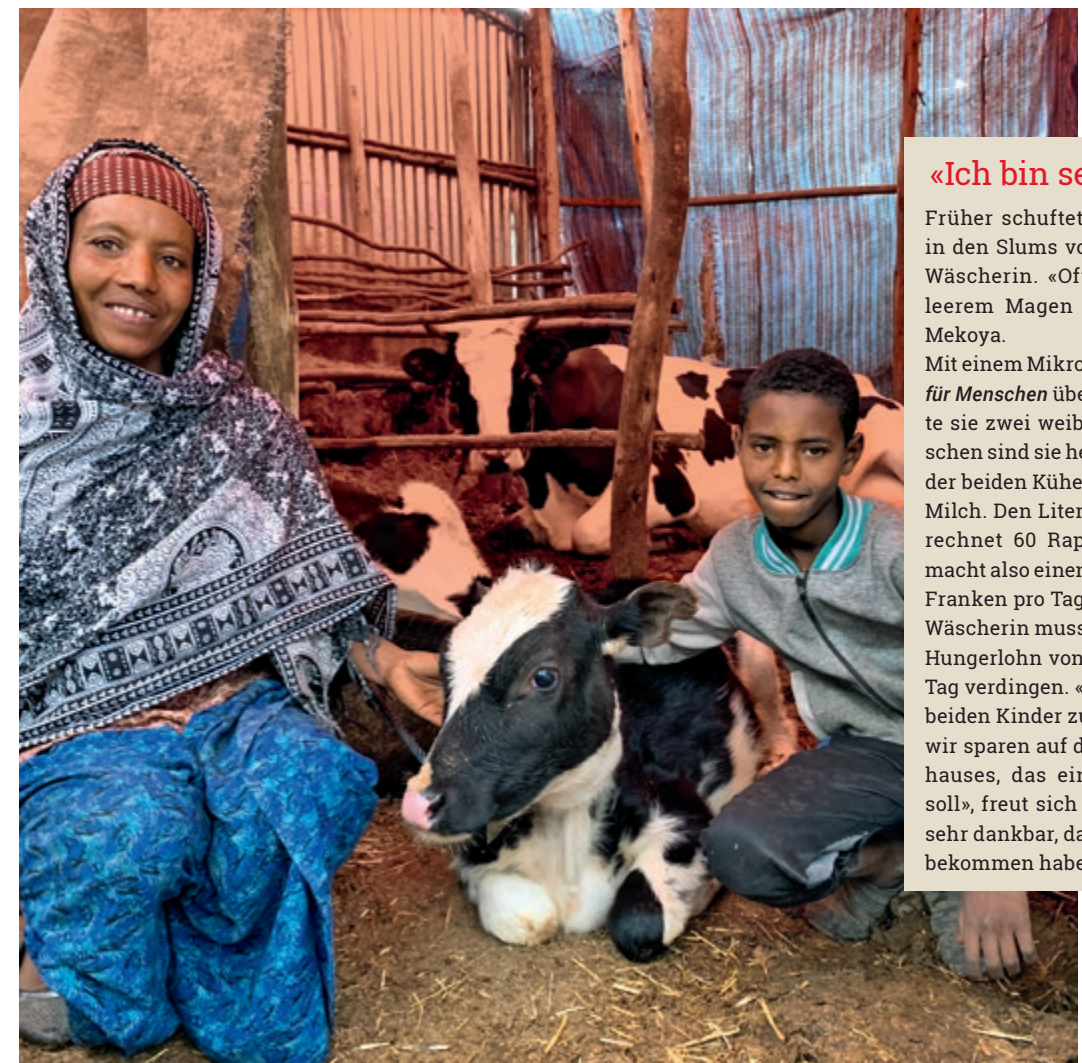 «Ich bin se
Früher schuftet
in den Slums vo
Wäscherin. «Of
leerem Magen
Mekoya.
Mit einem Mikro
für Menschen übe
te sie zwei weib
schen sind sie he
der beiden Kühe
Milch. Den Liter
rechnet 60 Rap
macht also einer
Franken pro Tag
Wäscherin muss
Hungerlohn von
Tag verdingen. «
beiden Kinder zu
wir sparen auf d
hauses, das ein
soll», freut sich
sehr dankbar, da
bekommen habe